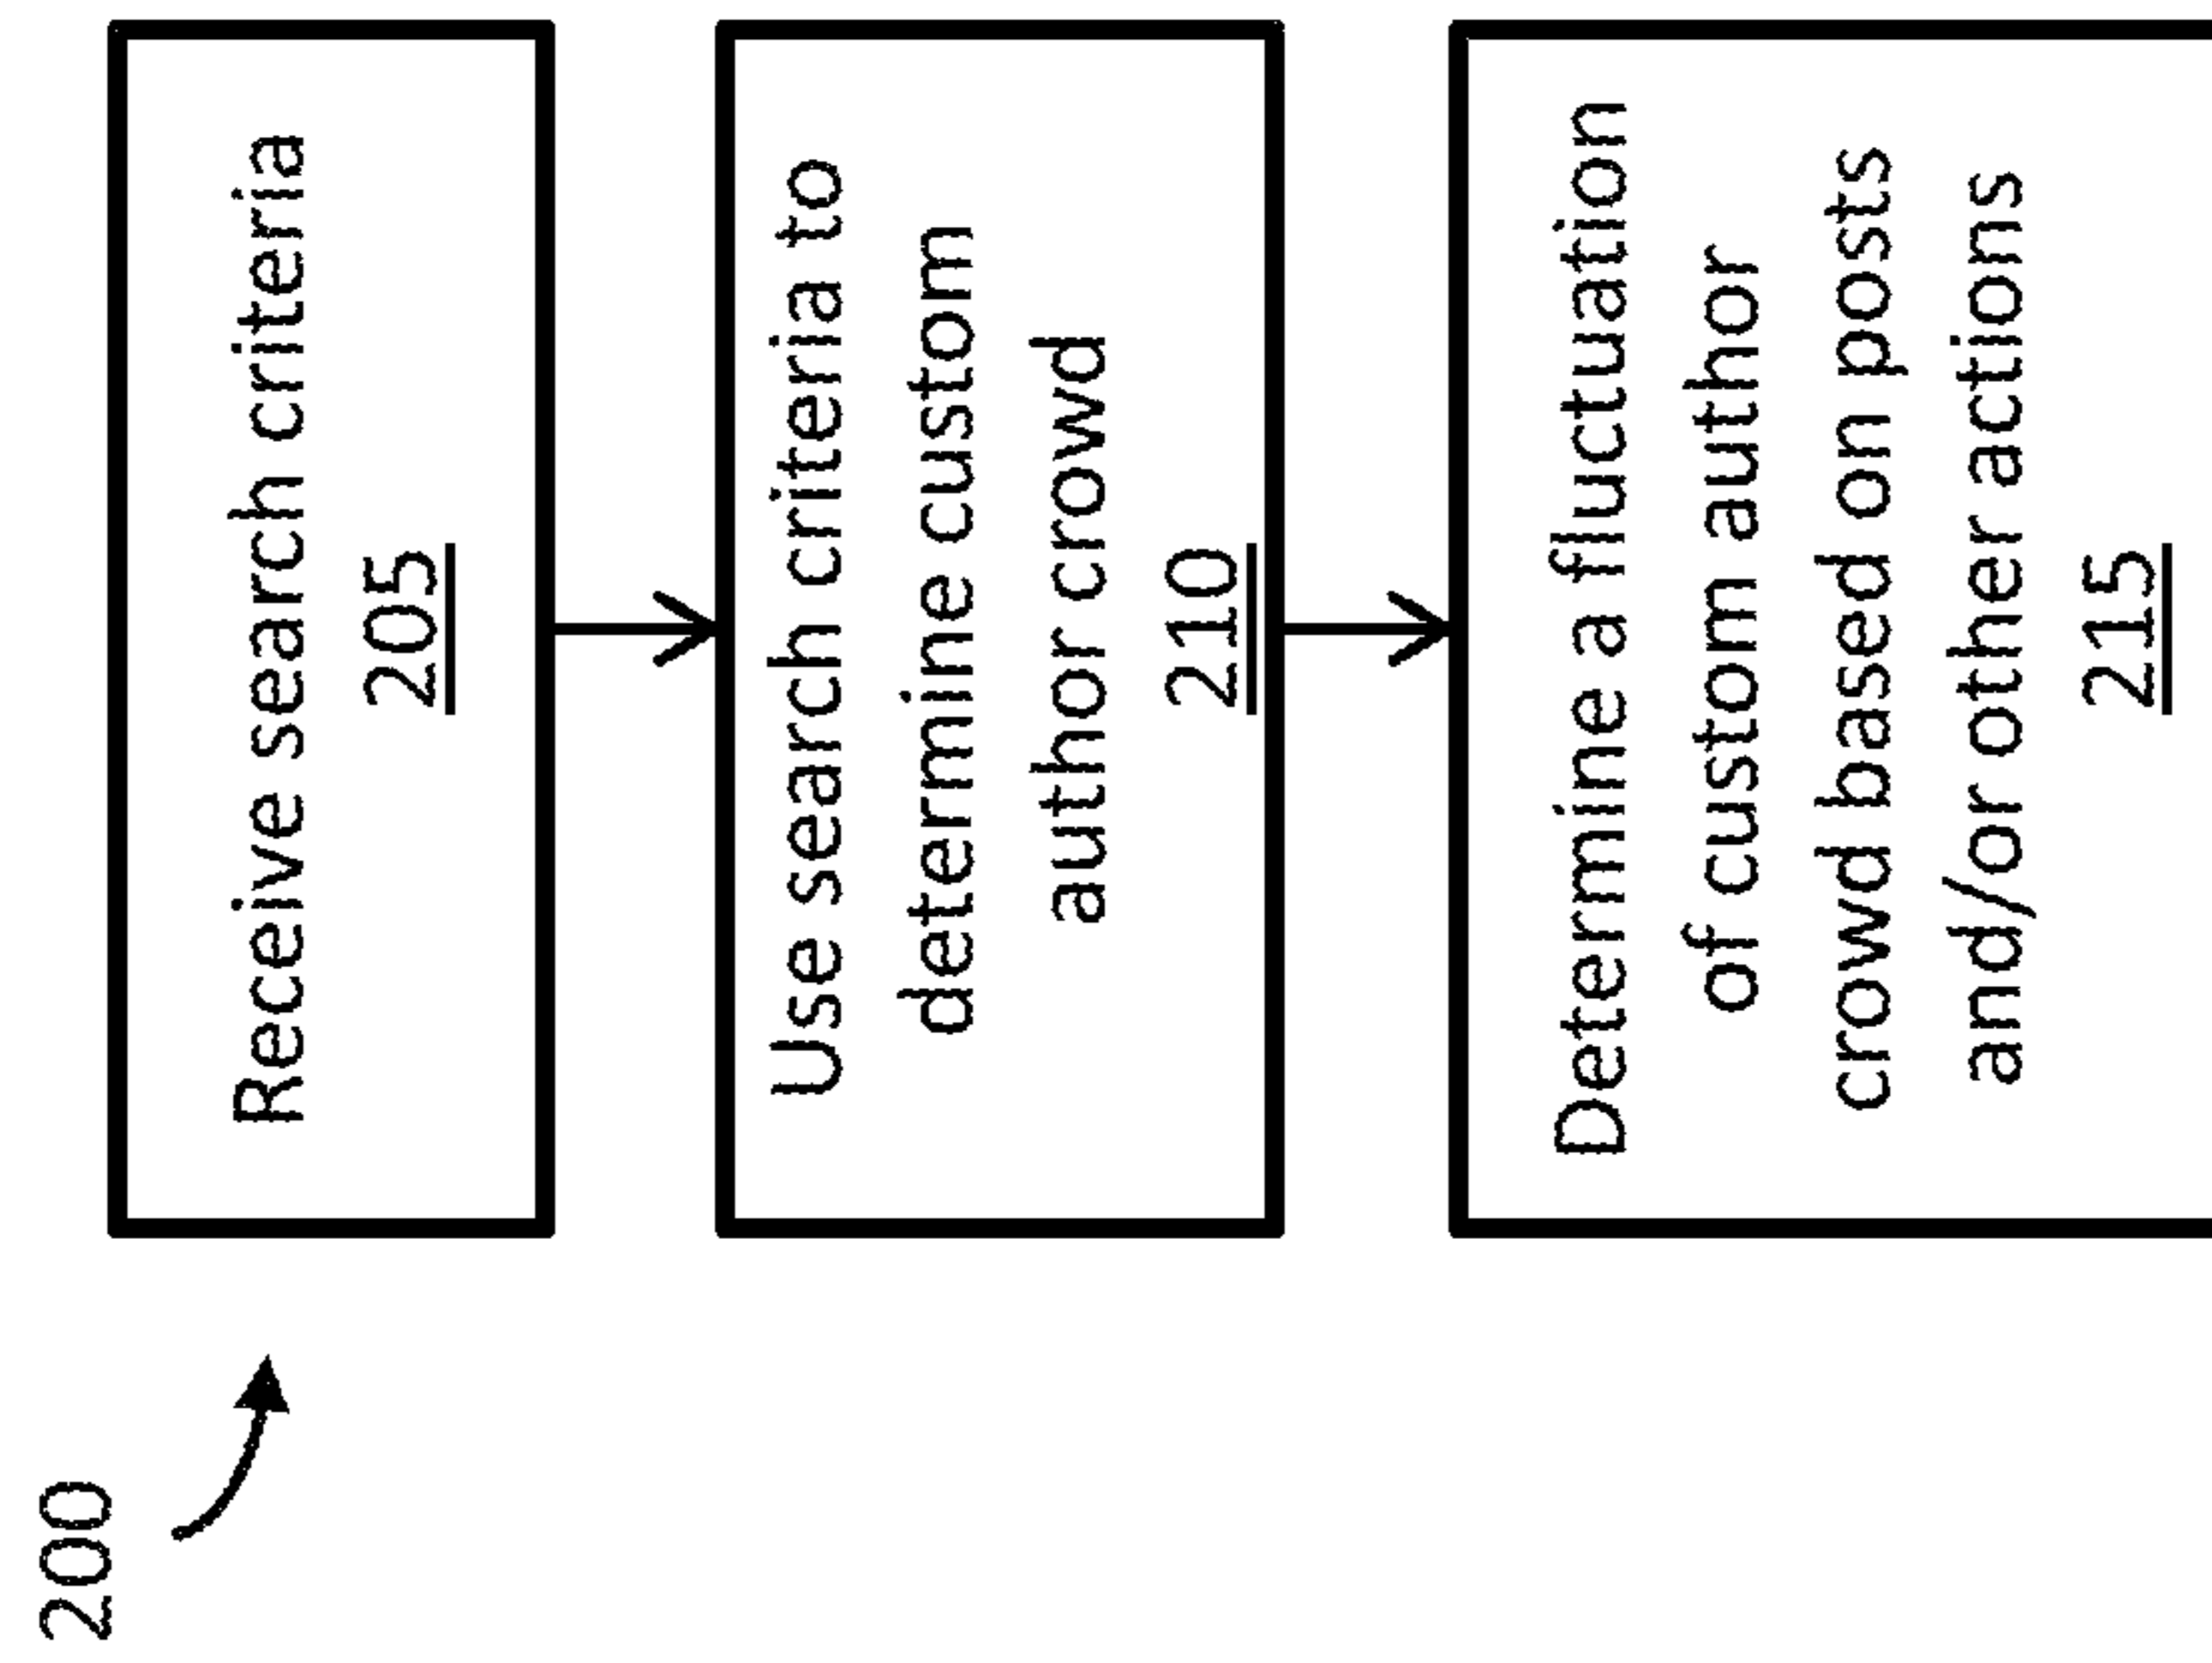 200
Receive search criteria
205
Use search criteria to
determine custom
author crowd
210
Determine a fluctuation
of custom author
crowd based on posts
and/or other actions
215